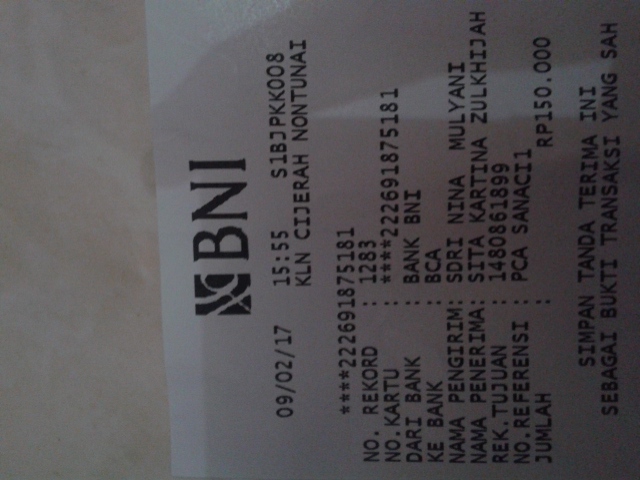 BNI
09/02/17 15:55 S1BJPKK008
KLN CIJERAH NONTUNAI
****222691875181
NO. REKORD : 1283
NO.KARTU : ****222691875181
DARI BANK : BANK BNI
KE BANK : BCA
NAMA PENGIRIM: SDRI NINA MULYANI
NAMA PENERIMA: SITA KARTINA ZULKHIJAH
REK.TUJUAN : 1480861899
NO.REFERENSI : PCA SANACI1
JUMLAH : RP150.000
SIMPAN TANDA TERIMA INI
SEBAGAI BUKTI TRANSAKSI YANG SAH